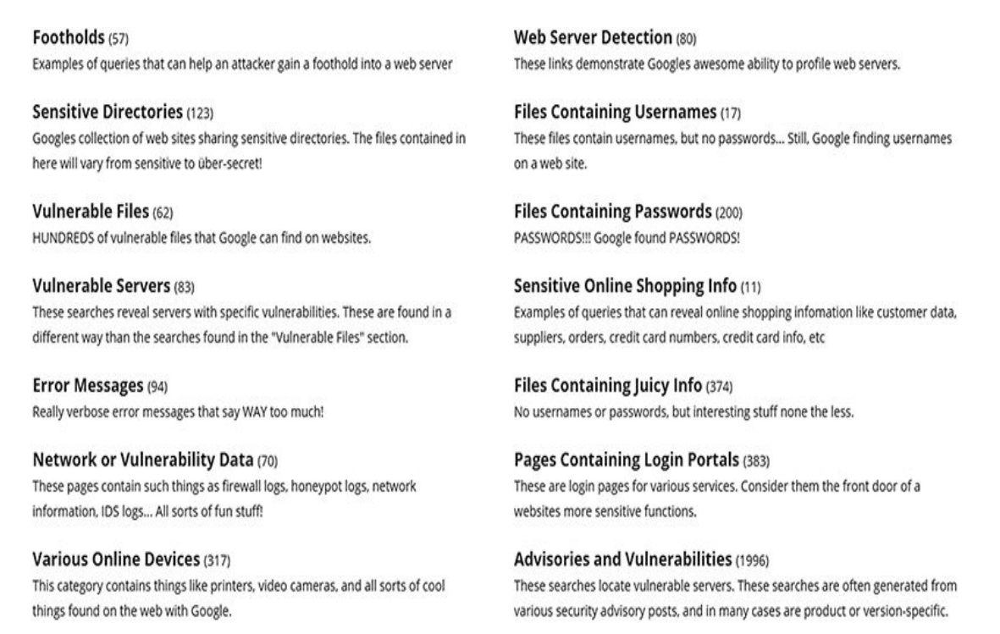 Footholds (57)
Examples of queries that can help an attacker gain a foothold into a web server
Sensitive Directories (123)
Googles collection of web sites sharing sensitive directories. The files contained in
here will vary from sensitive to über-secret!
Vulnerable Files (62)
HUNDREDS of vulnerable files that Google can find on websites.
Vulnerable Servers (83)
These searches reveal servers with specific vulnerabilities. These are found in a
different way than the searches found in the "Vulnerable Files" section.
Error Messages (94)
Really verbose error messages that say WAY too much!
Network or Vulnerability Data (70)
These pages contain such things as firewall logs, honeypot logs, network
information, IDS logs... All sorts of fun stuff!
Various Online Devices (317)
This category contains things like printers, video cameras, and all sorts of cool
things found on the web with Google.
Web Server Detection (80)
These links demonstrate Googles awesome ability to profile web servers.
Files Containing Usernames (17)
These files contain usernames, but no passwords... Still, Google finding usernames
on a web site.
Files Containing Passwords (200)
PASSWORDS!!! Google found PASSWORDS!
Sensitive Online Shopping Info (11)
Examples of queries that can reveal online shopping infomation like customer data,
suppliers, orders, credit card numbers, credit card info, etc
Files Containing Juicy Info (374)
No usernames or passwords, but interesting stuff none the less.
Pages Containing Login Portals (383)
These are login pages for various services. Consider them the front door of a
websites more sensitive functions.
Advisories and Vulnerabilities (1996)
These searches locate vulnerable servers. These searches are often generated from
various security advisory posts, and in many cases are product or version-specific.